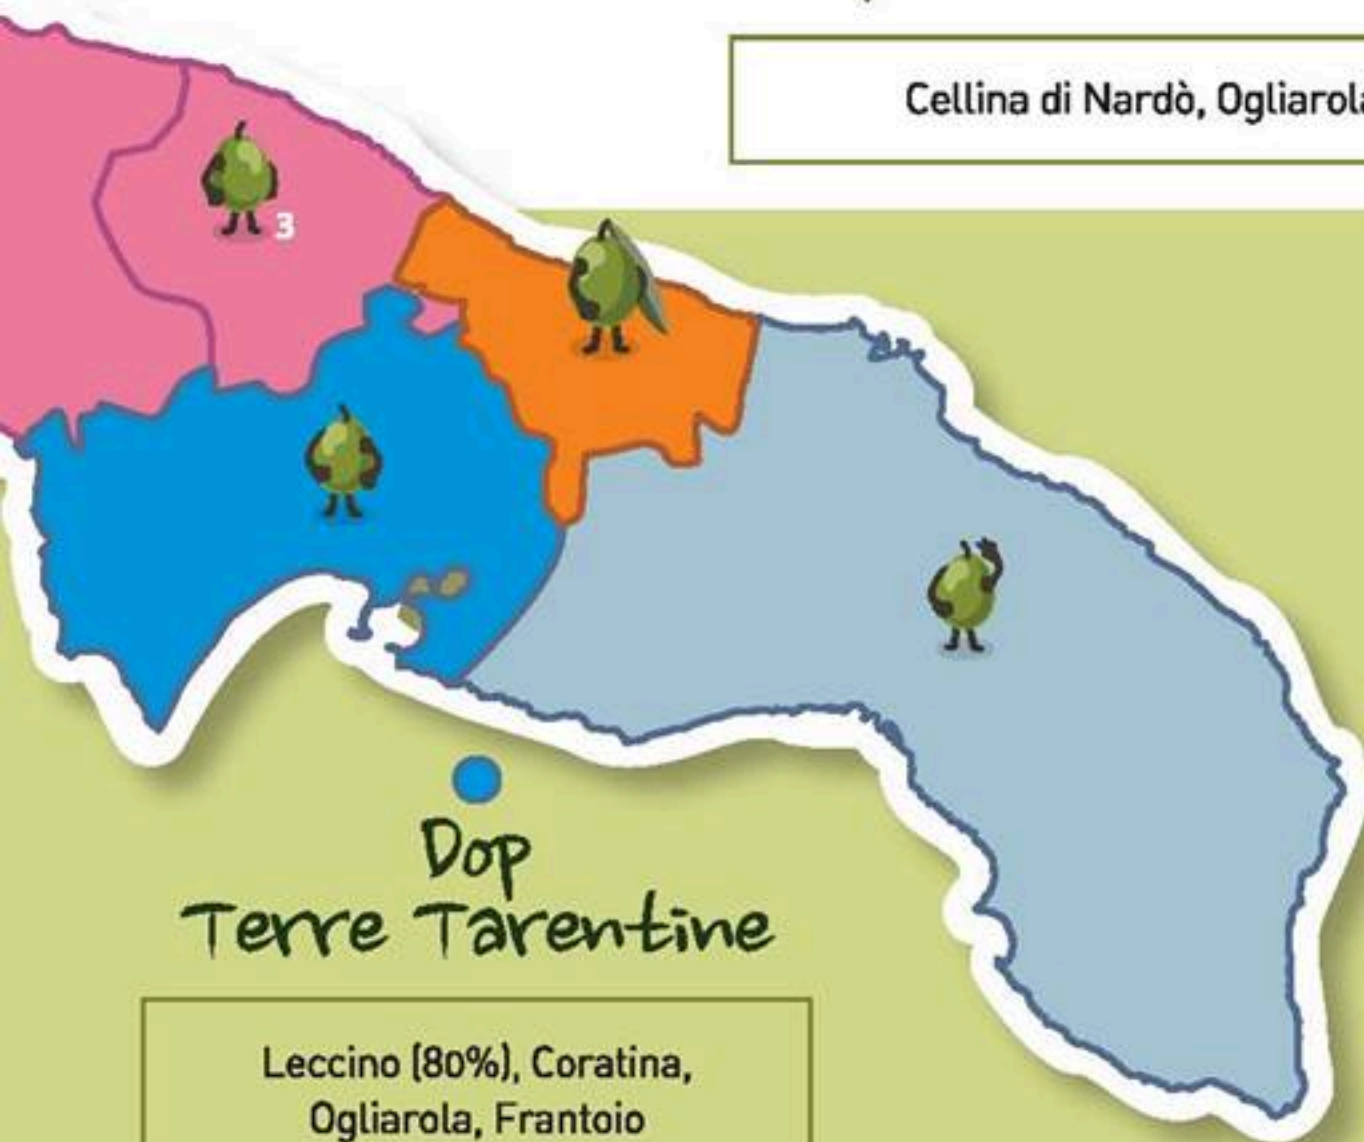 Cellina di Nardò, Ogliarola
3
Dop
Terre Tarentine
Leccino (80%), Coratina,
Ogliarola, Frantoio